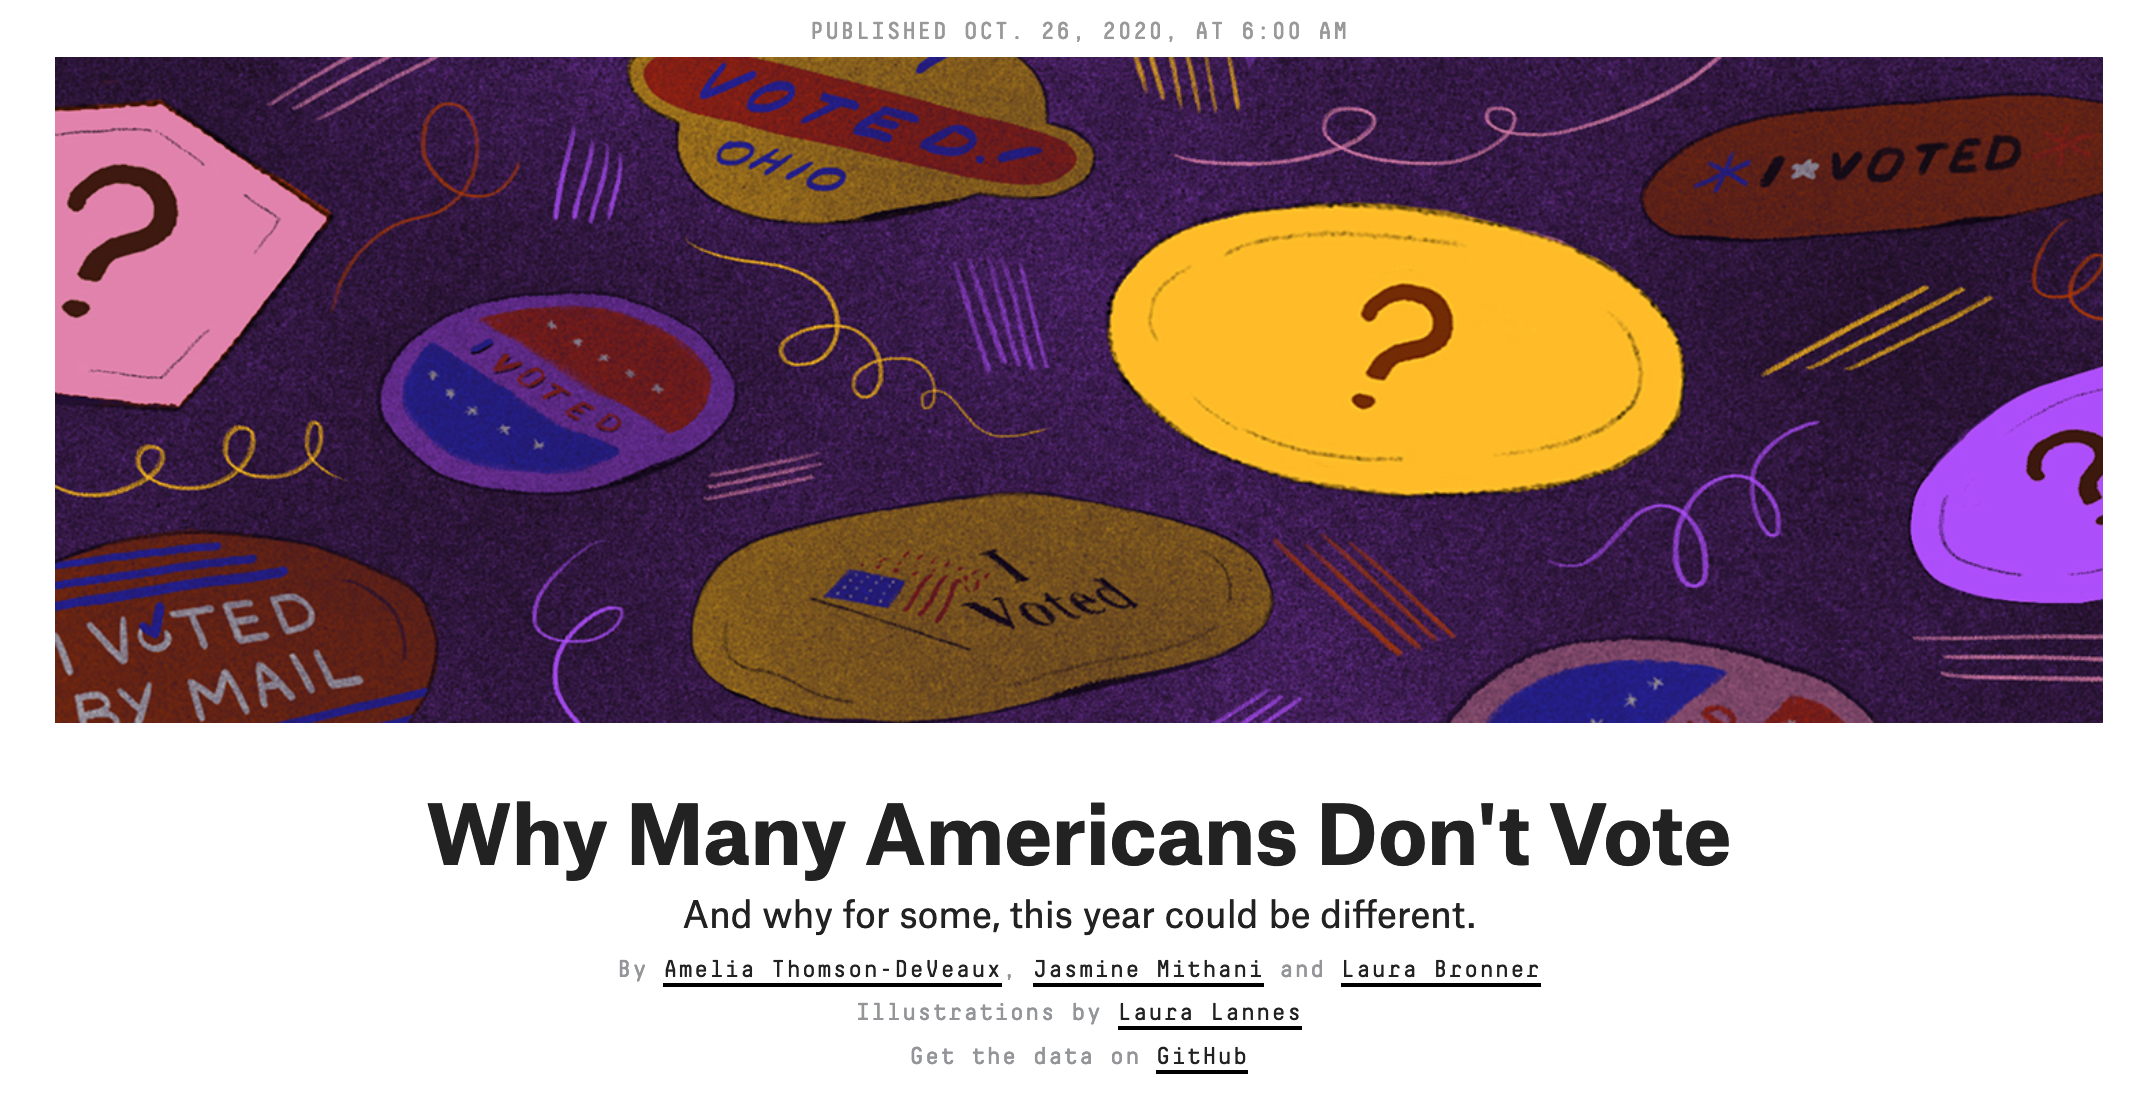 PUBLISHED OCT. 26, 2020, AT 6:00 AM
VOTED!
OHIO
I VOTED
?
?
I VOTED
?
I
Voted
I VOTED
BY MAIL
Why Many Americans Don't Vote
And why for some, this year could be different.
By Amelia Thomson-DeVeaux, Jasmine Mithani and Laura Bronner
Illustrations by Laura Lannes
Get the data on GitHub